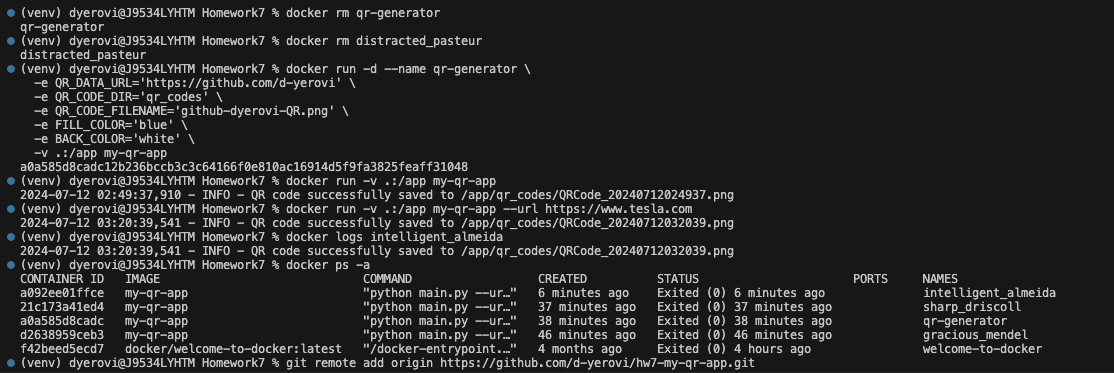 (venv) dyerovi@J9534LYHTM Homework7 % docker rm qr-generator
qr-generator
(venv) dyerovi@J9534LYHTM Homework7 % docker rm distracted_pasteur
distracted_pasteur
(venv) dyerovi@J9534LYHTM Homework7 % docker run -d --name qr-generator \
-e QR_DATA_URL='https://github.com/d-yerovi' \
-e QR_CODE_DIR='qr_codes' \
-e QR_CODE_FILENAME='github-dyerovi-QR.png' \
-e FILL_COLOR='blue' \
-e BACK_COLOR='white' \
-v .:/app my-qr-app
a0a585d8cadc12b236bccb3c3c64166f0e810ac16914d5f9fa3825feaff31048
(venv) dyerovi@J9534LYHTM Homework7 % docker run -v .:/app my-qr-app
2024-07-12 02:49:37,910 - INFO - QR code successfully saved to /app/qr_codes/QRCode_20240712024937.png
(venv) dyerovi@J9534LYHTM Homework7 % docker run -v .:/app my-qr-app --url https://www.tesla.com
2024-07-12 03:20:39,541 - INFO - QR code successfully saved to /app/qr_codes/QRCode_20240712032039.png
(venv) dyerovi@J9534LYHTM Homework7 % docker logs intelligent_almeida
2024-07-12 03:20:39,541 - INFO - QR code successfully saved to /app/qr_codes/QRCode_20240712032039.png
(venv) dyerovi@J9534LYHTM Homework7 % docker ps -a
CONTAINER ID IMAGE COMMAND CREATED STATUS PORTS NAMES
a092ee01ffce my-qr-app "python main.py --ur…" 6 minutes ago Exited (0) 6 minutes ago intelligent_almeida
21c173a41ed4 my-qr-app "python main.py --ur…" 37 minutes ago Exited (0) 37 minutes ago sharp_driscoll
a0a585d8cadc my-qr-app "python main.py --ur…" 38 minutes ago Exited (0) 38 minutes ago qr-generator
d2638959ceb3 my-qr-app "python main.py --ur…" 46 minutes ago Exited (0) 46 minutes ago gracious_mendel
f42beed5ecd7 docker/welcome-to-docker:latest "/docker-entrypoint.…" 4 months ago Exited (0) 4 hours ago welcome-to-docker
(venv) dyerovi@J9534LYHTM Homework7 % git remote add origin https://github.com/d-yerovi/hw7-my-qr-app.git